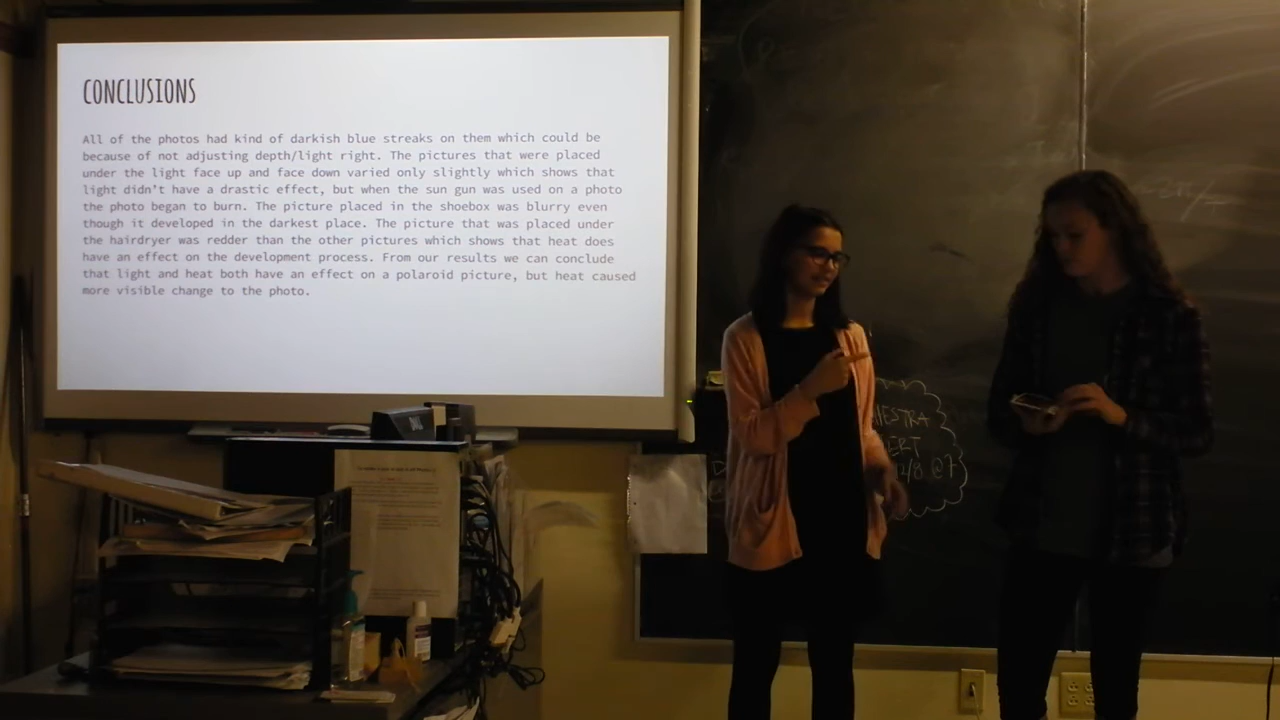 CONCLUSIONS
All of the photos had kind of darkish blue streaks on them which could be
because of not adjusting depth/light right. The pictures that were placed
under the light face up and face down varied only slightly which shows that
light didn't have a drastic effect, but when the sun gun was used on a photo
the photo began to burn. The picture placed in the shoebox was blurry even
though it developed in the darkest place. The picture that was placed under
the hairdryer was redder than the other pictures which shows that heat does
have an effect on the development process. From our results we can conclude
that light and heat both have an effect on a polaroid picture, but heat caused
more visible change to the photo.
ESTRA
ERT
12/8 @ 7